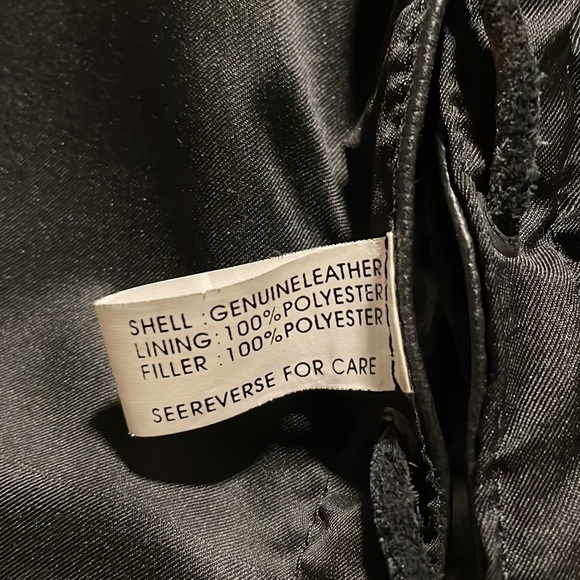 SHELL : GENUINELEATHER
LINING : 100%POLYESTER
FILLER : 100%POLYESTER
SEEREVERSE FOR CARE